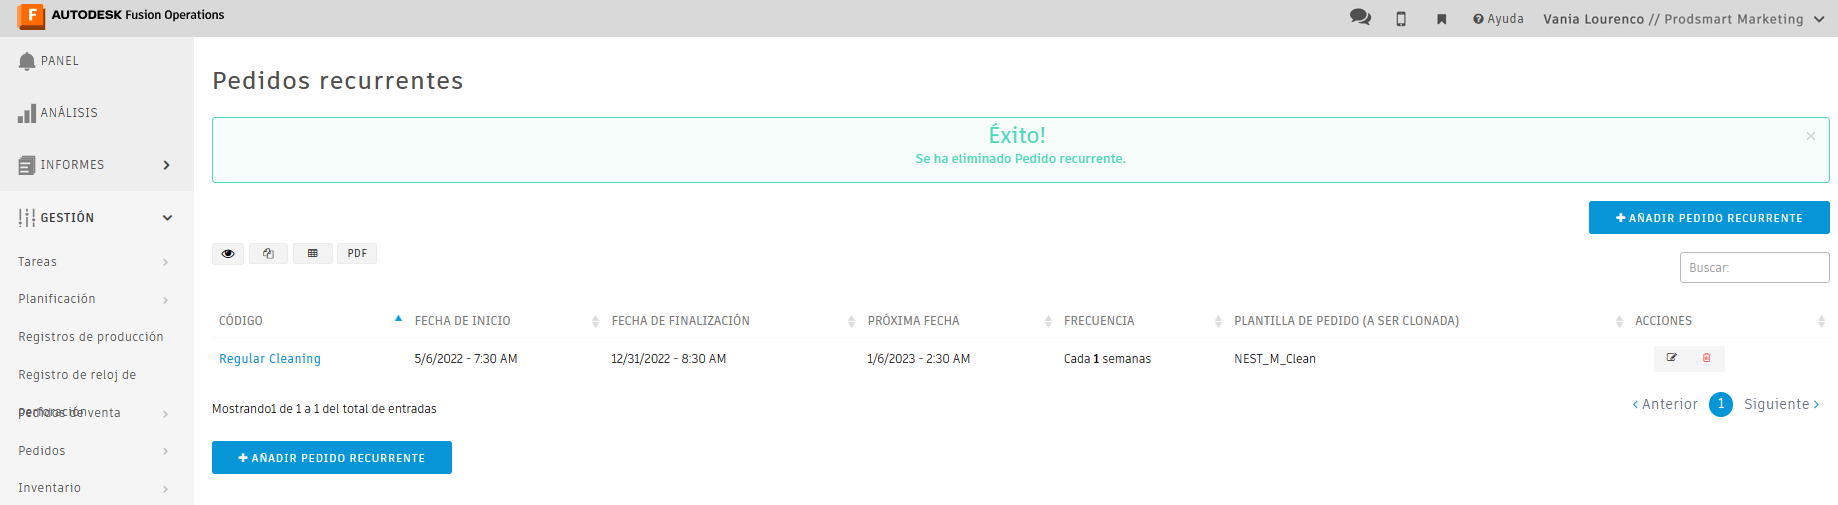 F AUTODESK Fusion Operations
Ayuda Vania Lourenco // Prodsmart Marketing
PANEL
ANÁLISIS
INFORMES
GESTIÓN
Tareas
Planificación
Registros de producción
Registro de reloj de
perforación
Pedidos de venta
Pedidos
Inventario
Pedidos recurrentes
Éxito!
×
Se ha eliminado Pedido recurrente.
+ AÑADIR PEDIDO RECURRENTE
PDF
Buscar:
CÓDIGO FECHA DE INICIO FECHA DE FINALIZACIÓN PRÓXIMA FECHA FRECUENCIA PLANTILLA DE PEDIDO (A SER CLONADA) ACCIONES
Regular Cleaning 5/6/2022 - 7:30 AM 12/31/2022 - 8:30 AM 1/6/2023 - 2:30 AM Cada 1 semanas NEST_M_Clean
Mostrando1 de 1 a 1 del total de entradas
‹ Anterior 1 Siguiente ›
+ AÑADIR PEDIDO RECURRENTE